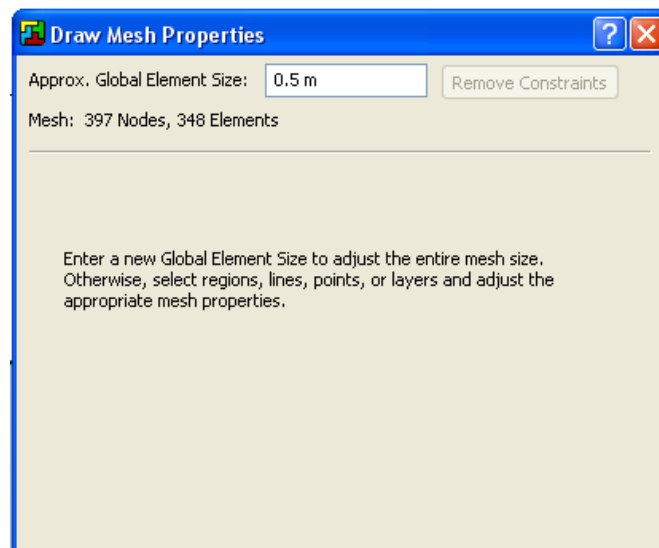 Draw Mesh Properties
Approx. Global Element Size: 0.5 m Remove Constraints
Mesh: 397 Nodes, 348 Elements
Enter a new Global Element Size to adjust the entire mesh size.
Otherwise, select regions, lines, points, or layers and adjust the
appropriate mesh properties.